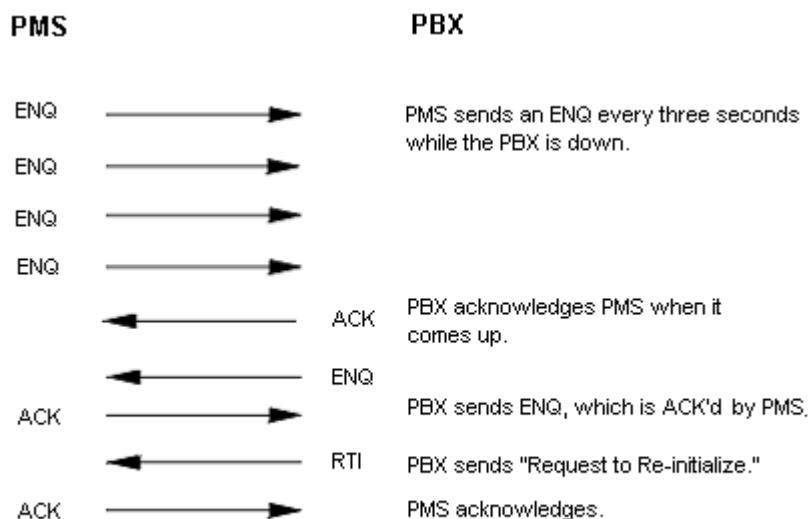 PMS PBX
ENQ PMS sends an ENQ every three seconds
while the PBX is down.
ENQ
ENQ
ENQ
ACK PBX acknowledges PMS when it
comes up.
ENQ
ACK PBX sends ENQ, which is ACK'd by PMS.
RTI PBX sends "Request to Re-initialize."
ACK PMS acknowledges.